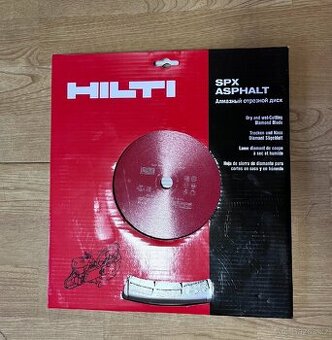 HILTI
SPX
ASPHALT
Алмазный отрезной диск
Dry and wet-Cutting
Diamond Blade
Trocken und Nass
Diamant Sägeblatt
Lame diamant de coupe
à sec et humide
Hoja de sierra de diamante para
cortes en seco y en húmedo